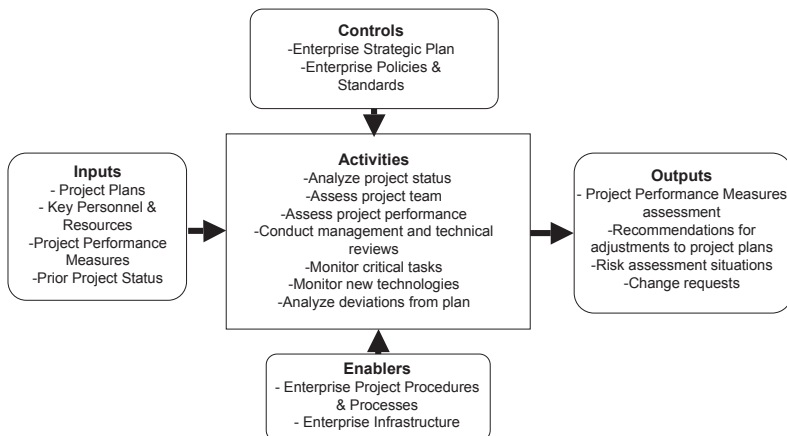 Controls
-Enterprise Strategic Plan
-Enterprise Policies &
Standards
Inputs
- Project Plans
- Key Personnel &
Resources
-Project Performance
Measures
-Prior Project Status
Activities
-Analyze project status
-Assess project team
-Assess project performance
-Conduct management and technical
reviews
-Monitor critical tasks
-Monitor new technologies
-Analyze deviations from plan
Outputs
- Project Performance Measures
assessment
-Recommendations for
adjustments to project plans
-Risk assessment situations
-Change requests
Enablers
- Enterprise Project Procedures
& Processes
- Enterprise Infrastructure